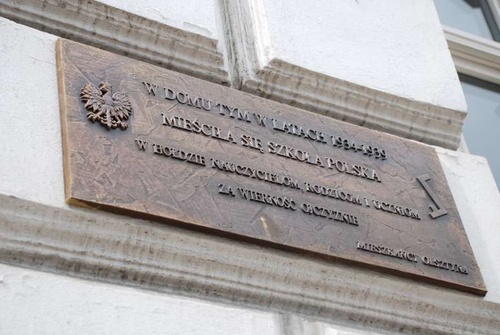 W DOMU TYM W LATACH 1934-1939
MIEŚCIŁA SIĘ SZKOŁA POLSKA
W HOŁDZIE NAUCZYCIELOM, RODZICOM I UCZNIOM
ZA WIERNOŚĆ OJCZYŹNIE
MIESZKAŃCY OLSZTYNA